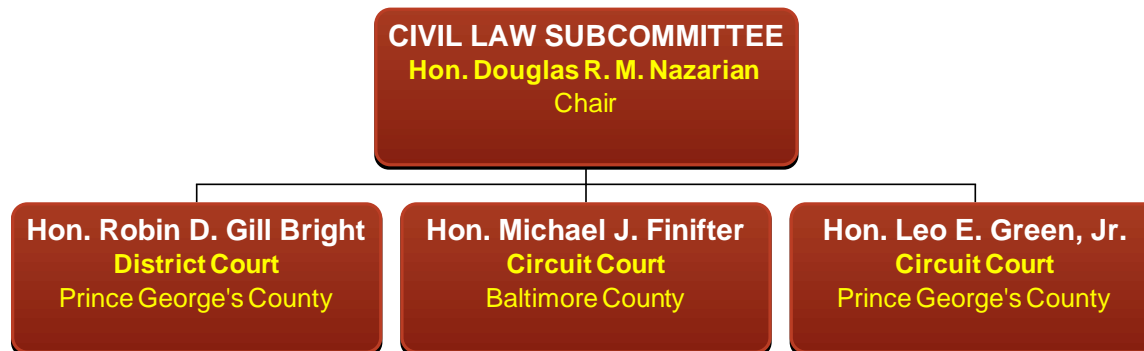 CIVIL LAW SUBCOMMITTEE
Hon. Douglas R. M. Nazarian
Chair
Hon. Robin D. Gill Bright
District Court
Prince George's County
Hon. Michael J. Finifter
Circuit Court
Baltimore County
Hon. Leo E. Green, Jr.
Circuit Court
Prince George's County